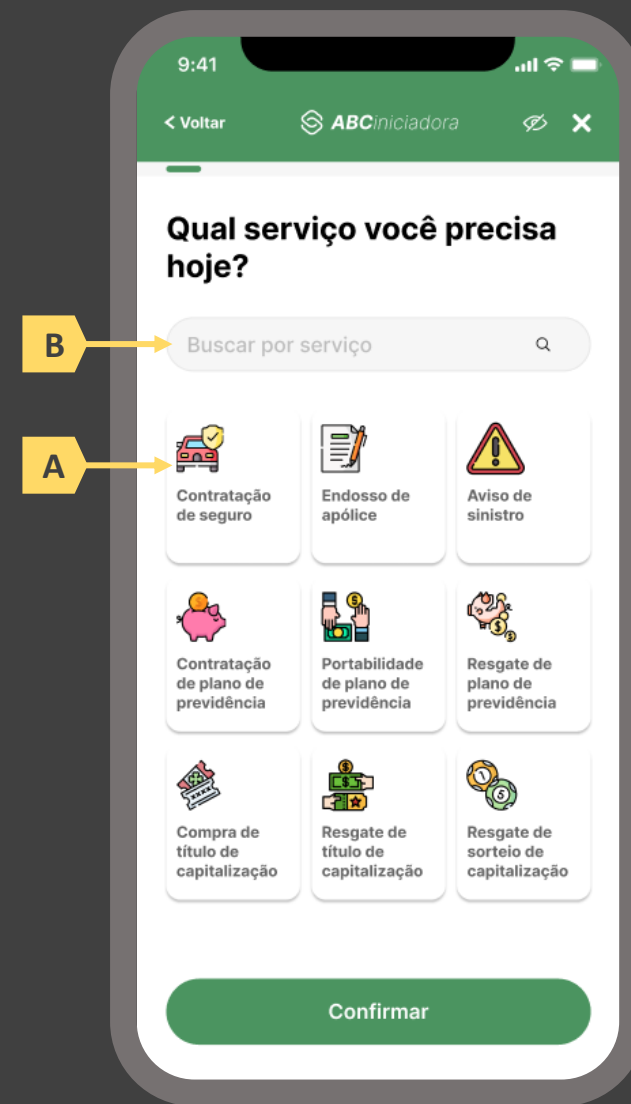 9:41
< Voltar
ABCiniciadora
Qual serviço você precisa
hoje?
B
Buscar por serviço
A
Contratação
de seguro
Endosso de
apólice
Aviso de
sinistro
Contratação
de plano de
previdência
Portabilidade
de plano de
previdência
Resgate de
plano de
previdência
Compra de
título de
capitalização
Resgate de
título de
capitalização
Resgate de
sorteio de
capitalização
Confirmar